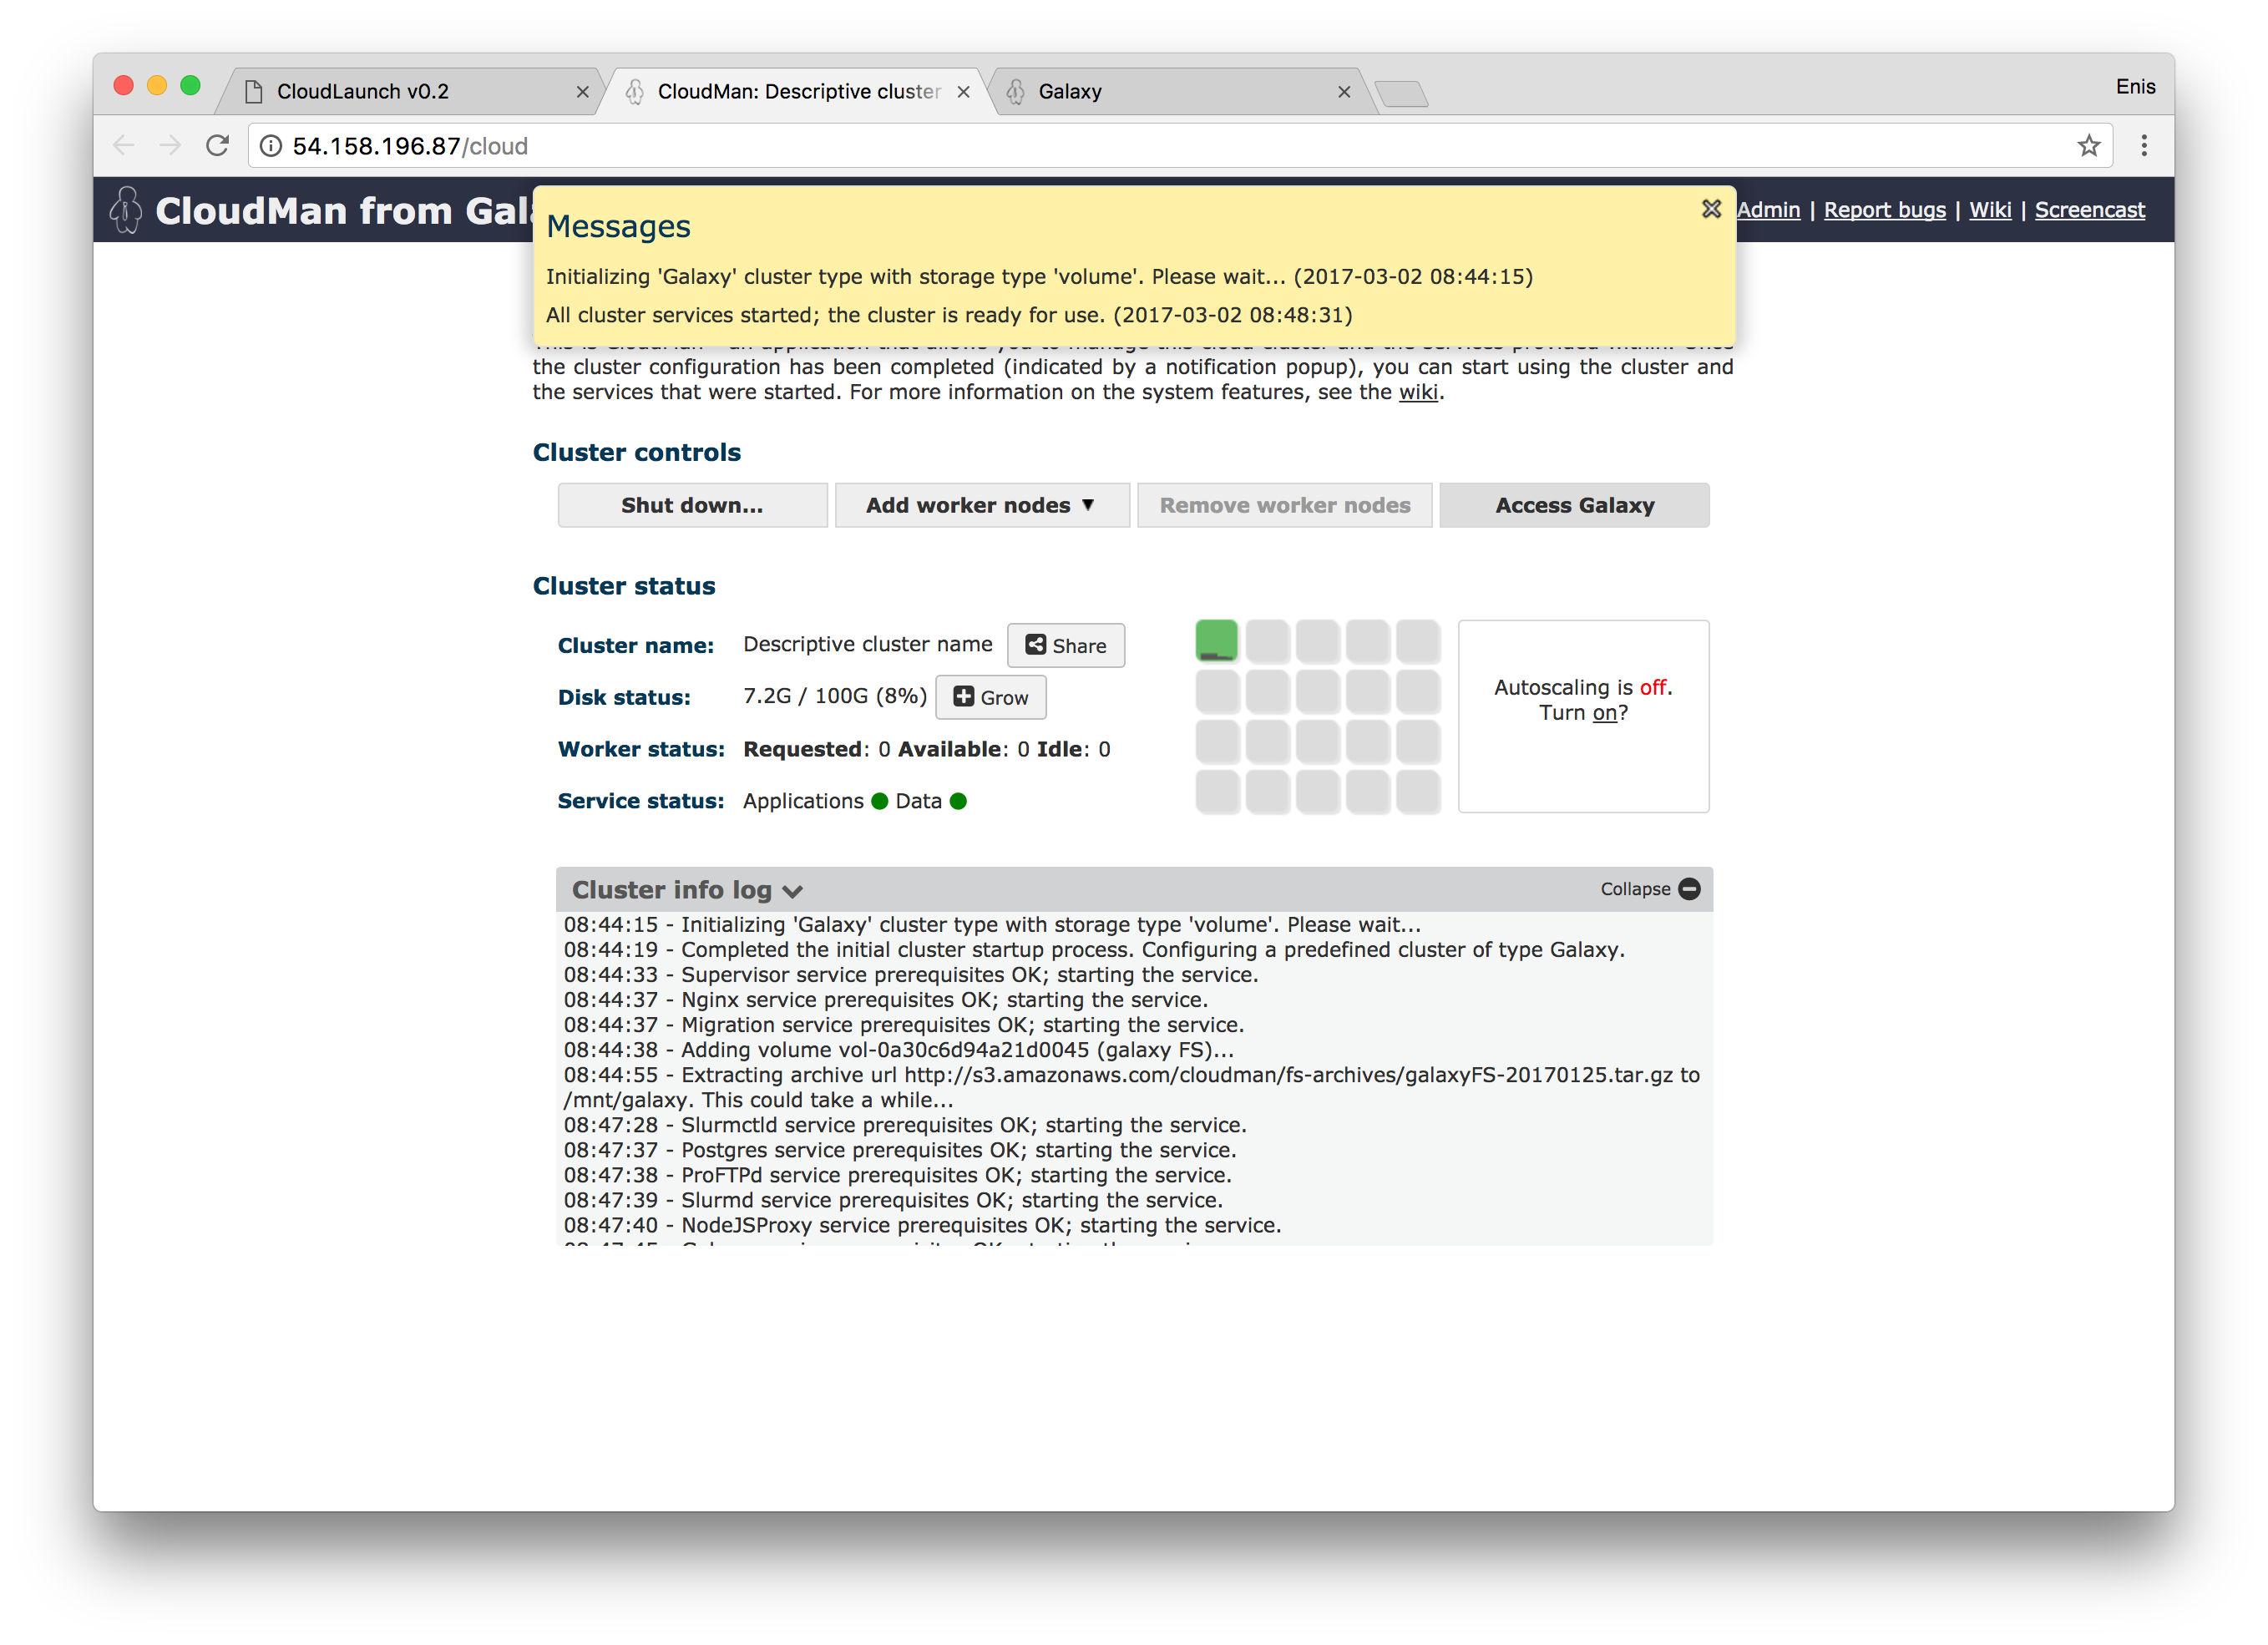 CloudLaunch v0.2
CloudMan: Descriptive cluster
Galaxy
Enis
54.158.196.87/cloud
CloudMan from Gal
Admin | Report bugs | Wiki | Screencast
Messages
Initializing 'Galaxy' cluster type with storage type 'volume'. Please wait... (2017-03-02 08:44:15)
All cluster services started; the cluster is ready for use. (2017-03-02 08:48:31)
the cluster configuration has been completed (indicated by a notification popup), you can start using the cluster and
the services that were started. For more information on the system features, see the wiki.
Cluster controls
Shut down...
Add worker nodes ▼
Remove worker nodes
Access Galaxy
Cluster status
Cluster name: Descriptive cluster name Share
Disk status: 7.2G / 100G (8%) Grow
Worker status: Requested: 0 Available: 0 Idle: 0
Service status: Applications Data
Autoscaling is off.
Turn on?
Cluster info log
Collapse
08:44:15 - Initializing 'Galaxy' cluster type with storage type 'volume'. Please wait...
08:44:19 - Completed the initial cluster startup process. Configuring a predefined cluster of type Galaxy.
08:44:33 - Supervisor service prerequisites OK; starting the service.
08:44:37 - Nginx service prerequisites OK; starting the service.
08:44:37 - Migration service prerequisites OK; starting the service.
08:44:38 - Adding volume vol-0a30c6d94a21d0045 (galaxy FS)...
08:44:55 - Extracting archive url http://s3.amazonaws.com/cloudman/fs-archives/galaxyFS-20170125.tar.gz to
/mnt/galaxy. This could take a while...
08:47:28 - Slurmctld service prerequisites OK; starting the service.
08:47:37 - Postgres service prerequisites OK; starting the service.
08:47:38 - ProFTPd service prerequisites OK; starting the service.
08:47:39 - Slurmd service prerequisites OK; starting the service.
08:47:40 - NodeJSProxy service prerequisites OK; starting the service.